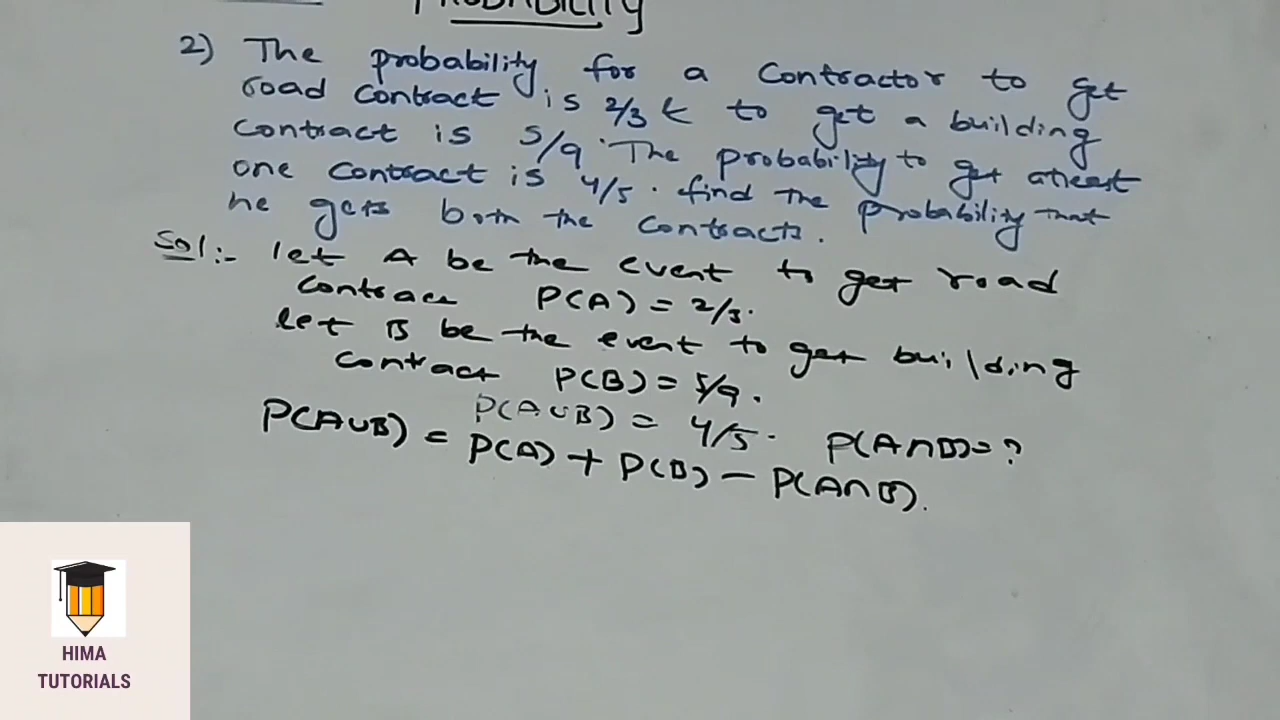 PROBABILITY
2) The probability for a contractor to get
road contract is 2/3 & to get a building
contract is 5/9. The probability to get atleast
one contract is 4/5. find the probability that
he gets both the contracts.
Sol:- let A be the event to get road
contract P(A) = 2/3.
let B be the event to get building
contract P(B) = 5/9.
P(A∪B) = 4/5. P(A∩B)=?
P(A∪B) = P(A) + P(B) - P(A∩B).
HIMA
TUTORIALS